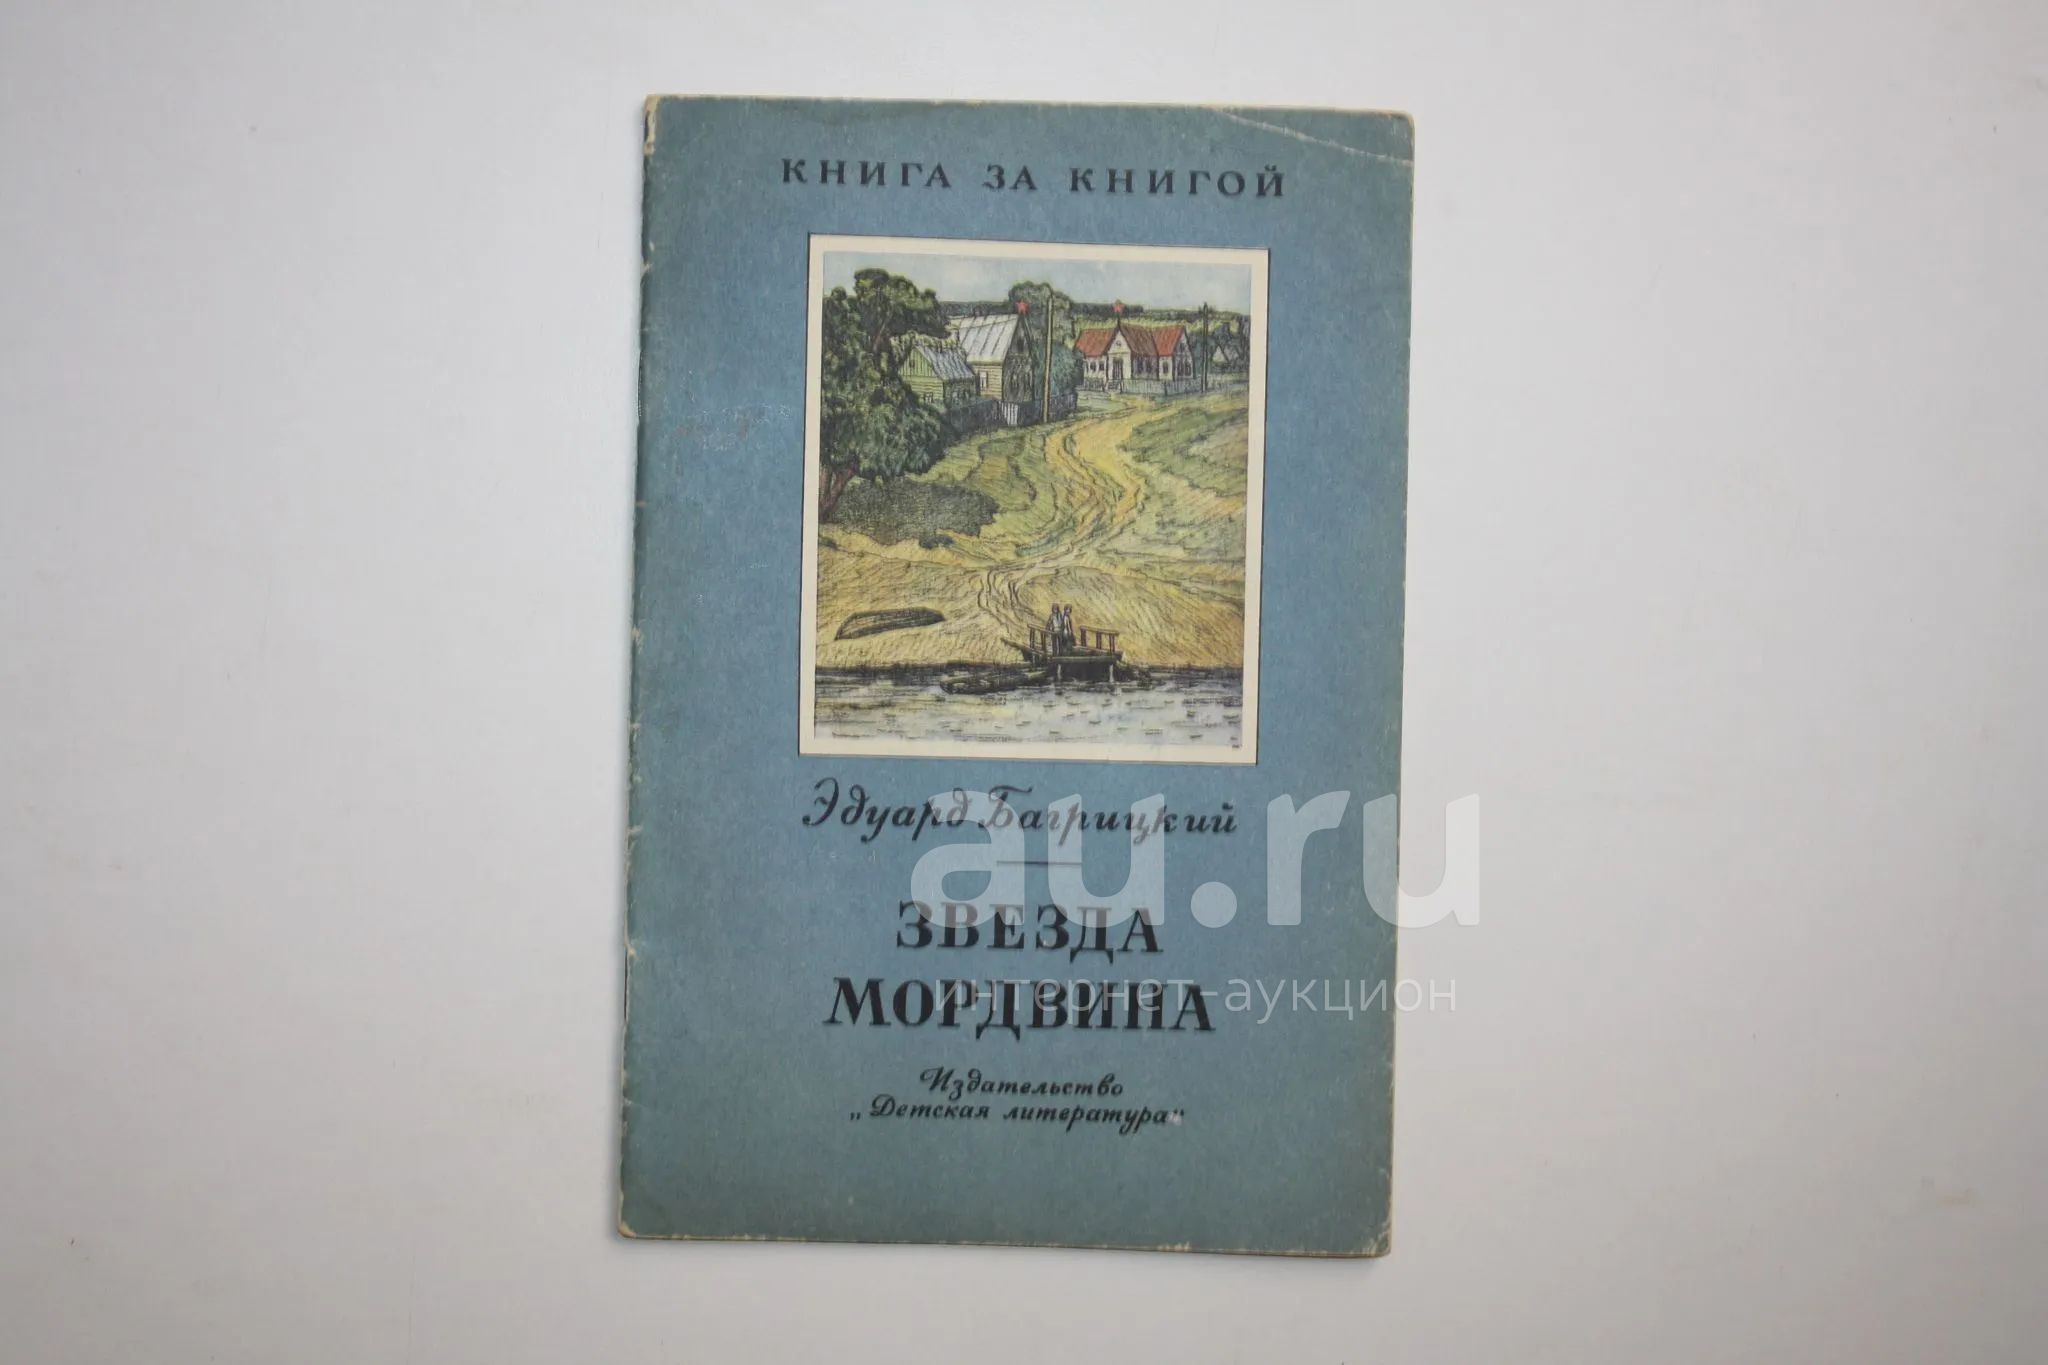 КНИГА ЗА КНИГОЙ
Эдуард Багрицкий
au.ru
ЗВЕЗДА
МОРДВИНА
интернет-аукцион
Издательство
„Детская литература"